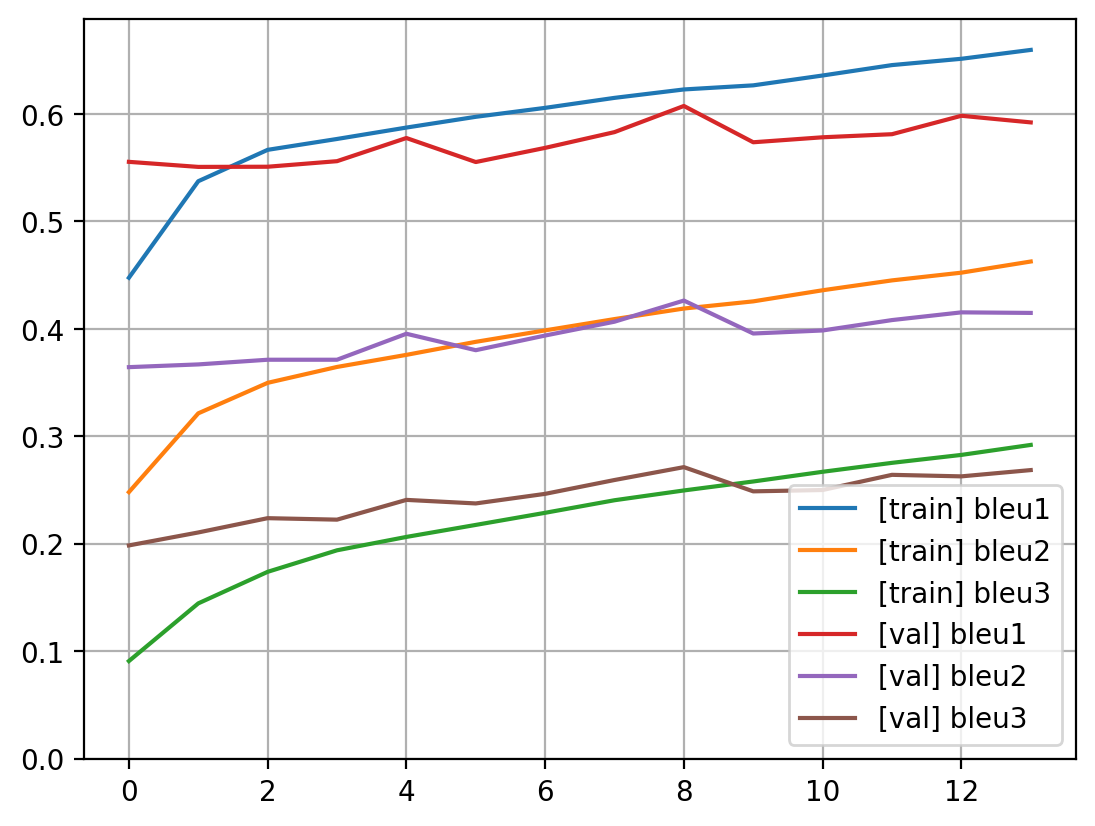 0.6
0.5
0.4
0.3
0.2
0.1
0.0
[train] bleu1
[train] bleu2
[train] bleu3
[val] bleu1
[val] bleu2
[val] bleu3
0 2 4 6 8 10 12